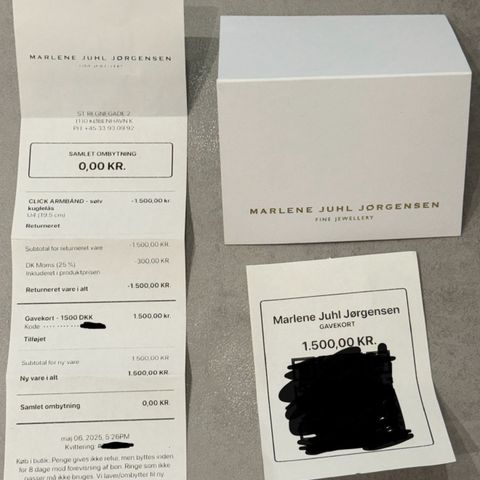 MARLENE JUHL JØRGENSEN
FINE JEWELLERY
ST. REGNEGADE 2
1110 KØBENHAVN K
PH. +45 33 93 09 92
SAMLET OMBYTNING
0,00 KR.
CLICK ARMBÅND - sølv -1.500,00 KR.
kuglelås
U4 (19.5 cm)
Returneret
Subtotal for returneret vare -1.500,00 KR.
DK Moms (25 %) -300,00 KR.
Inkluderet i produktprisen
Returneret vare i alt -1.500,00 KR.
Gavekort - 1500 DKK 1.500,00 KR.
Kode ···· ···· ····
Tilføjet
Subtotal for ny vare 1.500,00 KR.
Ny vare i alt 1.500,00 KR.
Samlet ombytning 0,00 KR.
maj 06, 2025, 5:26PM
Kvittering:
Køb i butik: Penge gives ikke retur, men byttes inden
for 8 dage mod forevisning af bon. Ringe som ikke
passer må ikke bruges. Vi laver/ombytter til ny
MARLENE JUHL JØRGENSEN
FINE JEWELLERY
Marlene Juhl Jørgensen
GAVEKORT
1.500,00 KR.